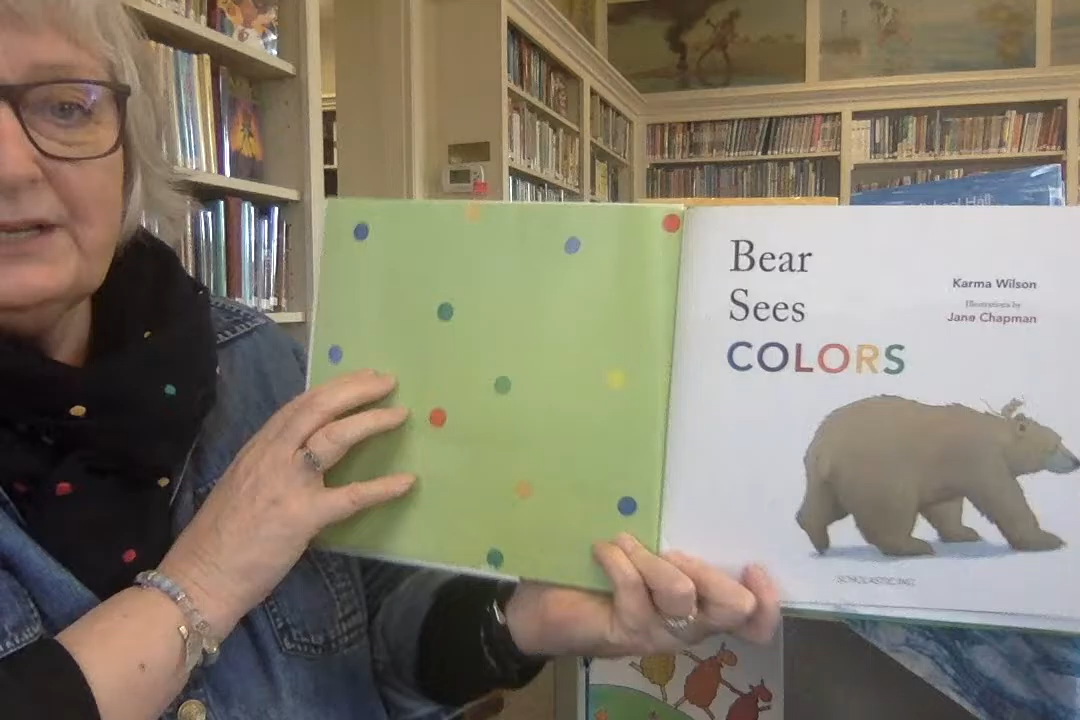 Bear
Sees
COLORS
Karma Wilson
Illustrations by
Jane Chapman
SCHOLASTIC INC.